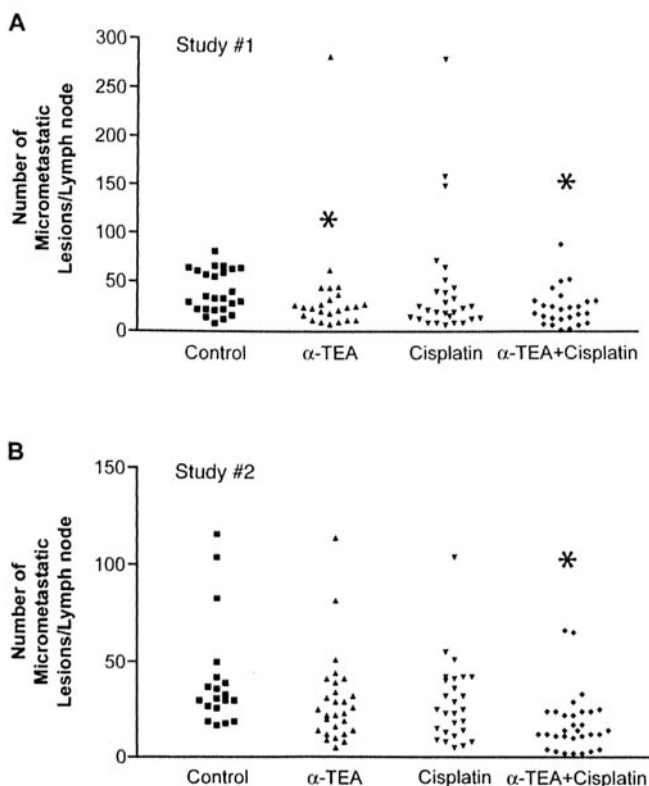 A
Study #1
Number of
Micrometastatic
Lesions/Lymph node
300
250
200
150
100
50
0
*
*
Control
α-TEA
Cisplatin
α-TEA+Cisplatin
B
Study #2
Number of
Micrometastatic
Lesions/Lymph node
150
100
50
0
*
Control
α-TEA
Cisplatin
α-TEA+Cisplatin